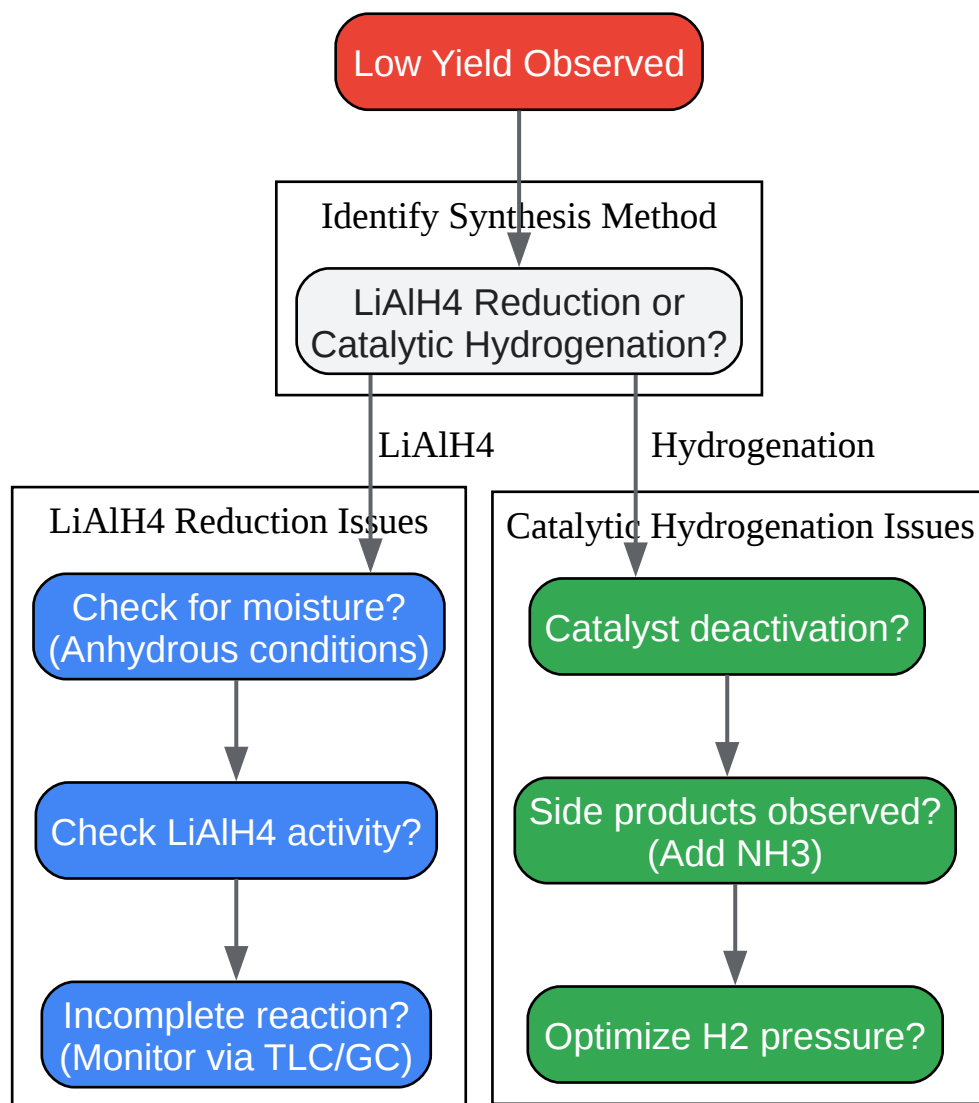 Low Yield Observed
Identify Synthesis Method
LiAlH4 Reduction or
Catalytic Hydrogenation?
LiAlH4
Hydrogenation
LiAlH4 Reduction Issues
Check for moisture?
(Anhydrous conditions)
Check LiAlH4 activity?
Incomplete reaction?
(Monitor via TLC/GC)
Catalytic Hydrogenation Issues
Catalyst deactivation?
Side products observed?
(Add NH3)
Optimize H2 pressure?